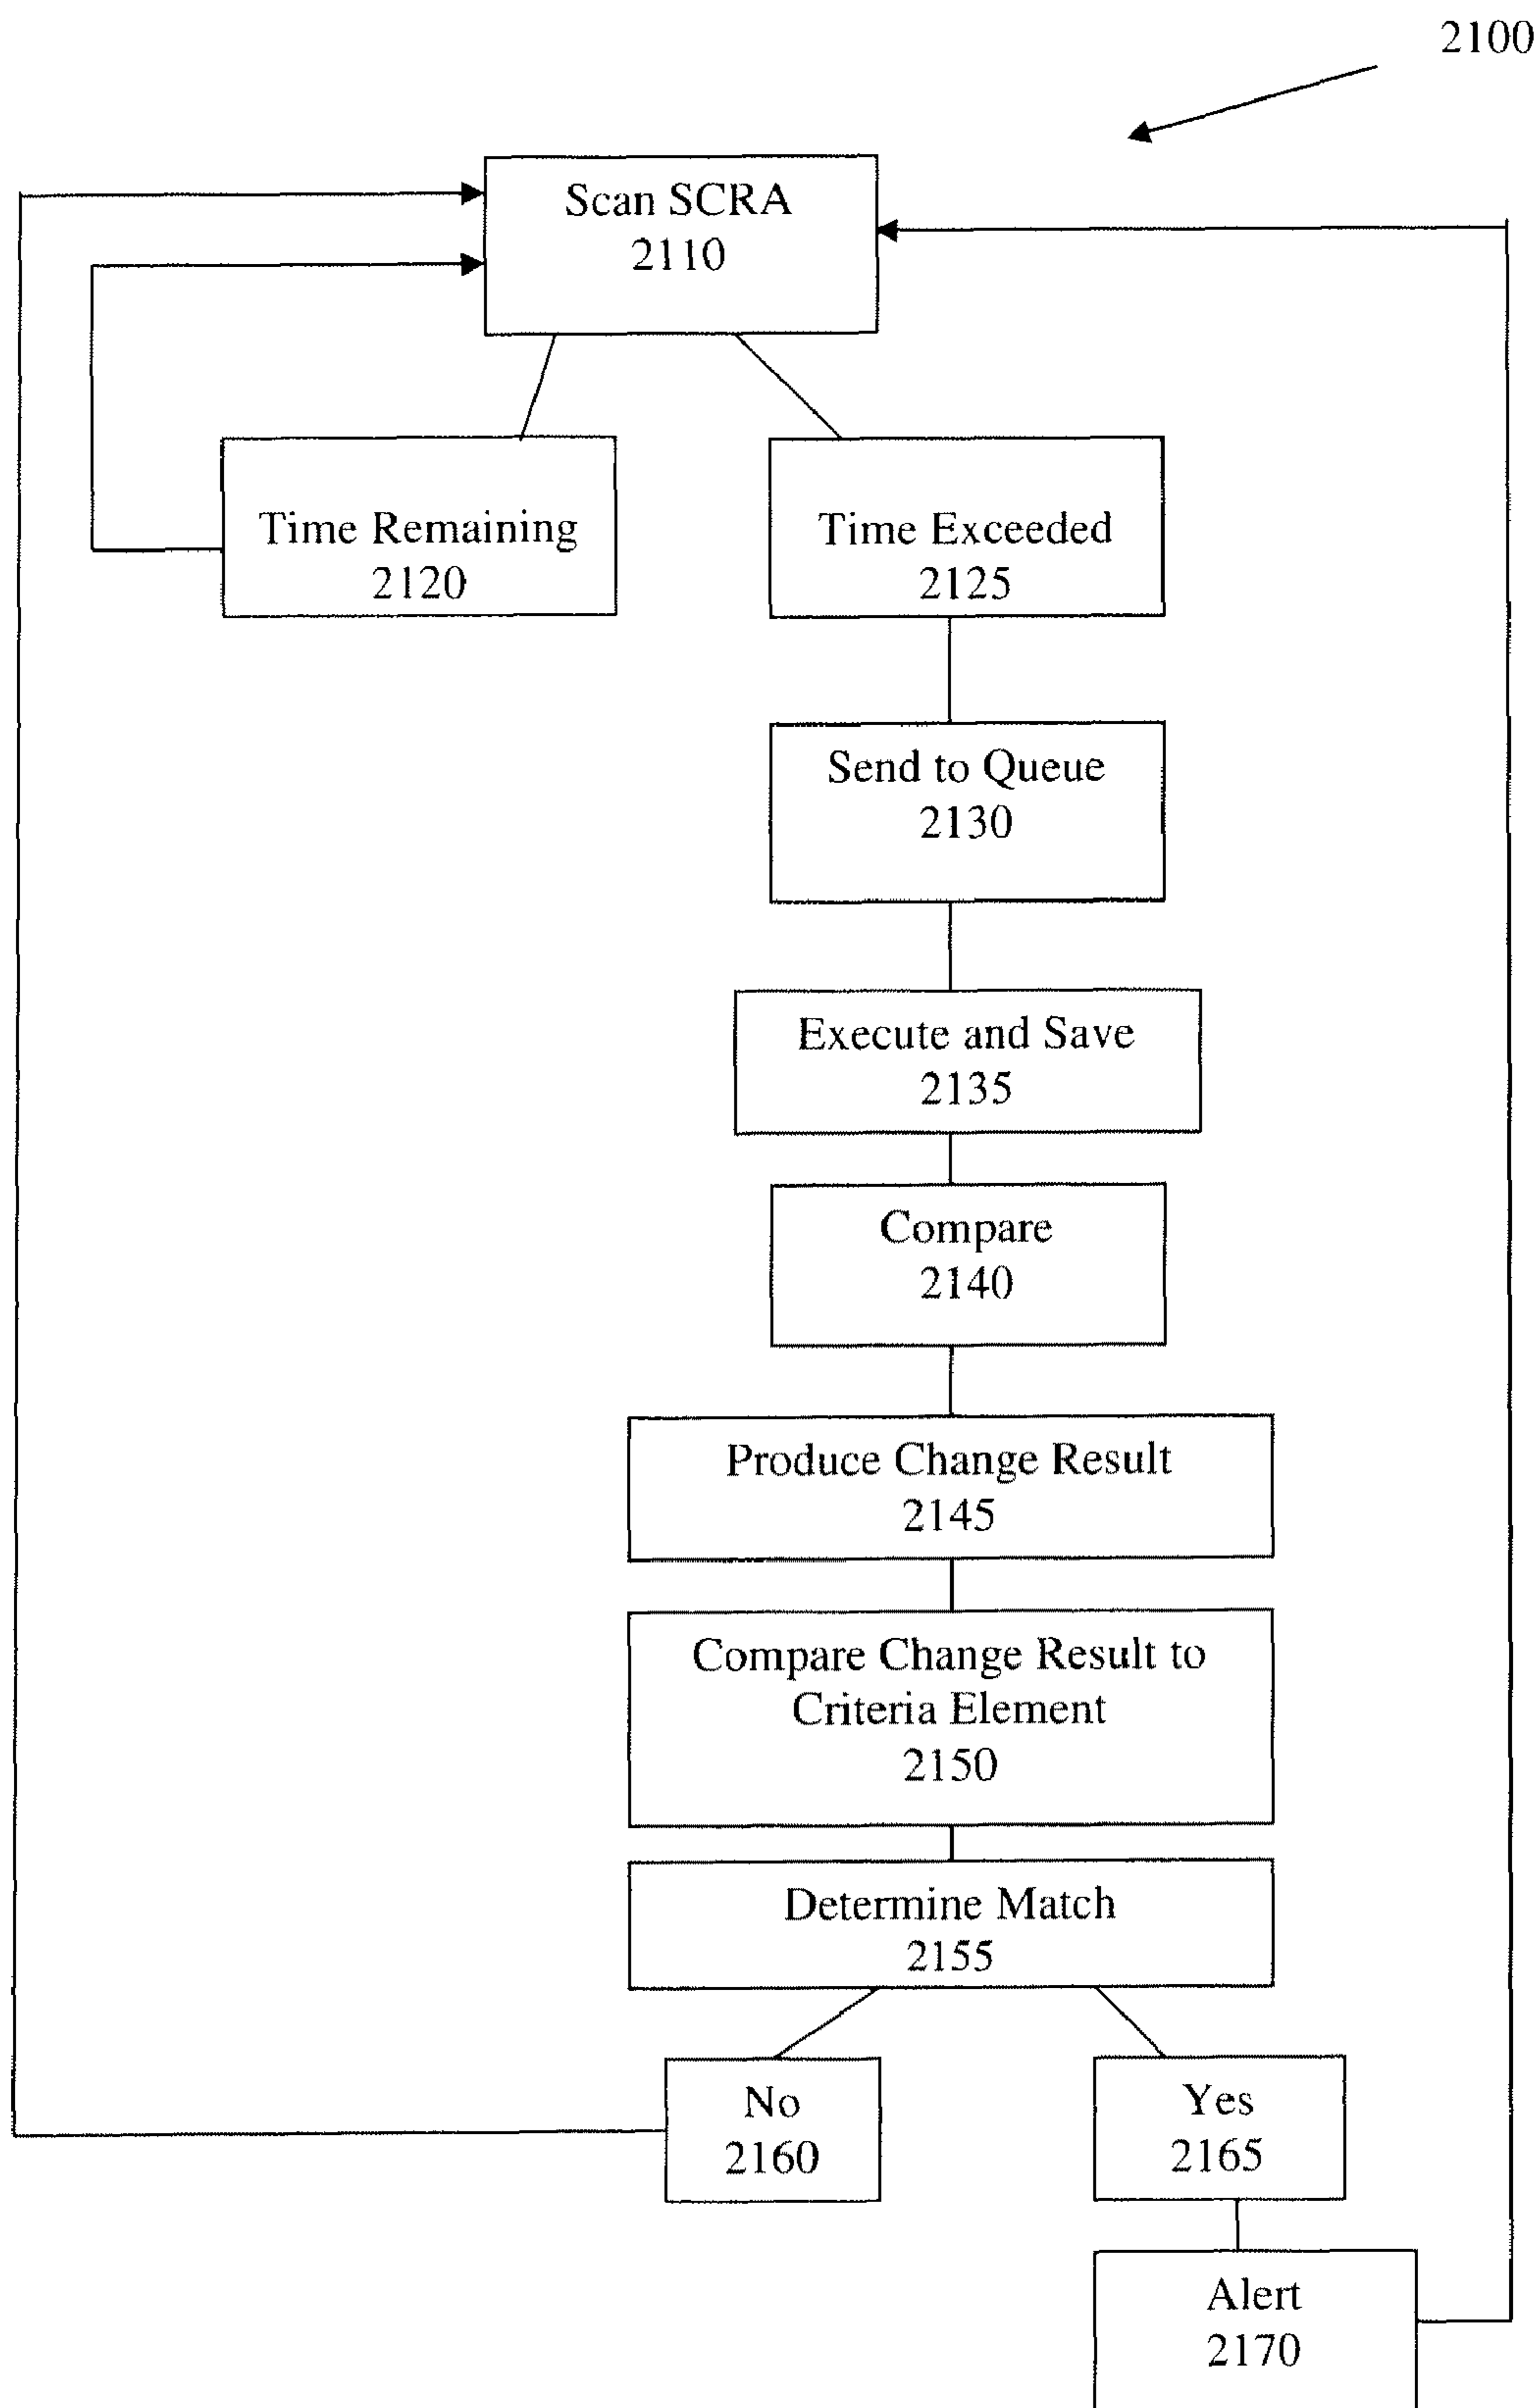 2100
Scan SCRA
2110
Time Remaining
2120
Time Exceeded
2125
Send to Queue
2130
Execute and Save
2135
Compare
2140
Produce Change Result
2145
Compare Change Result to
Criteria Element
2150
Determine Match
2155
No
2160
Yes
2165
Alert
2170